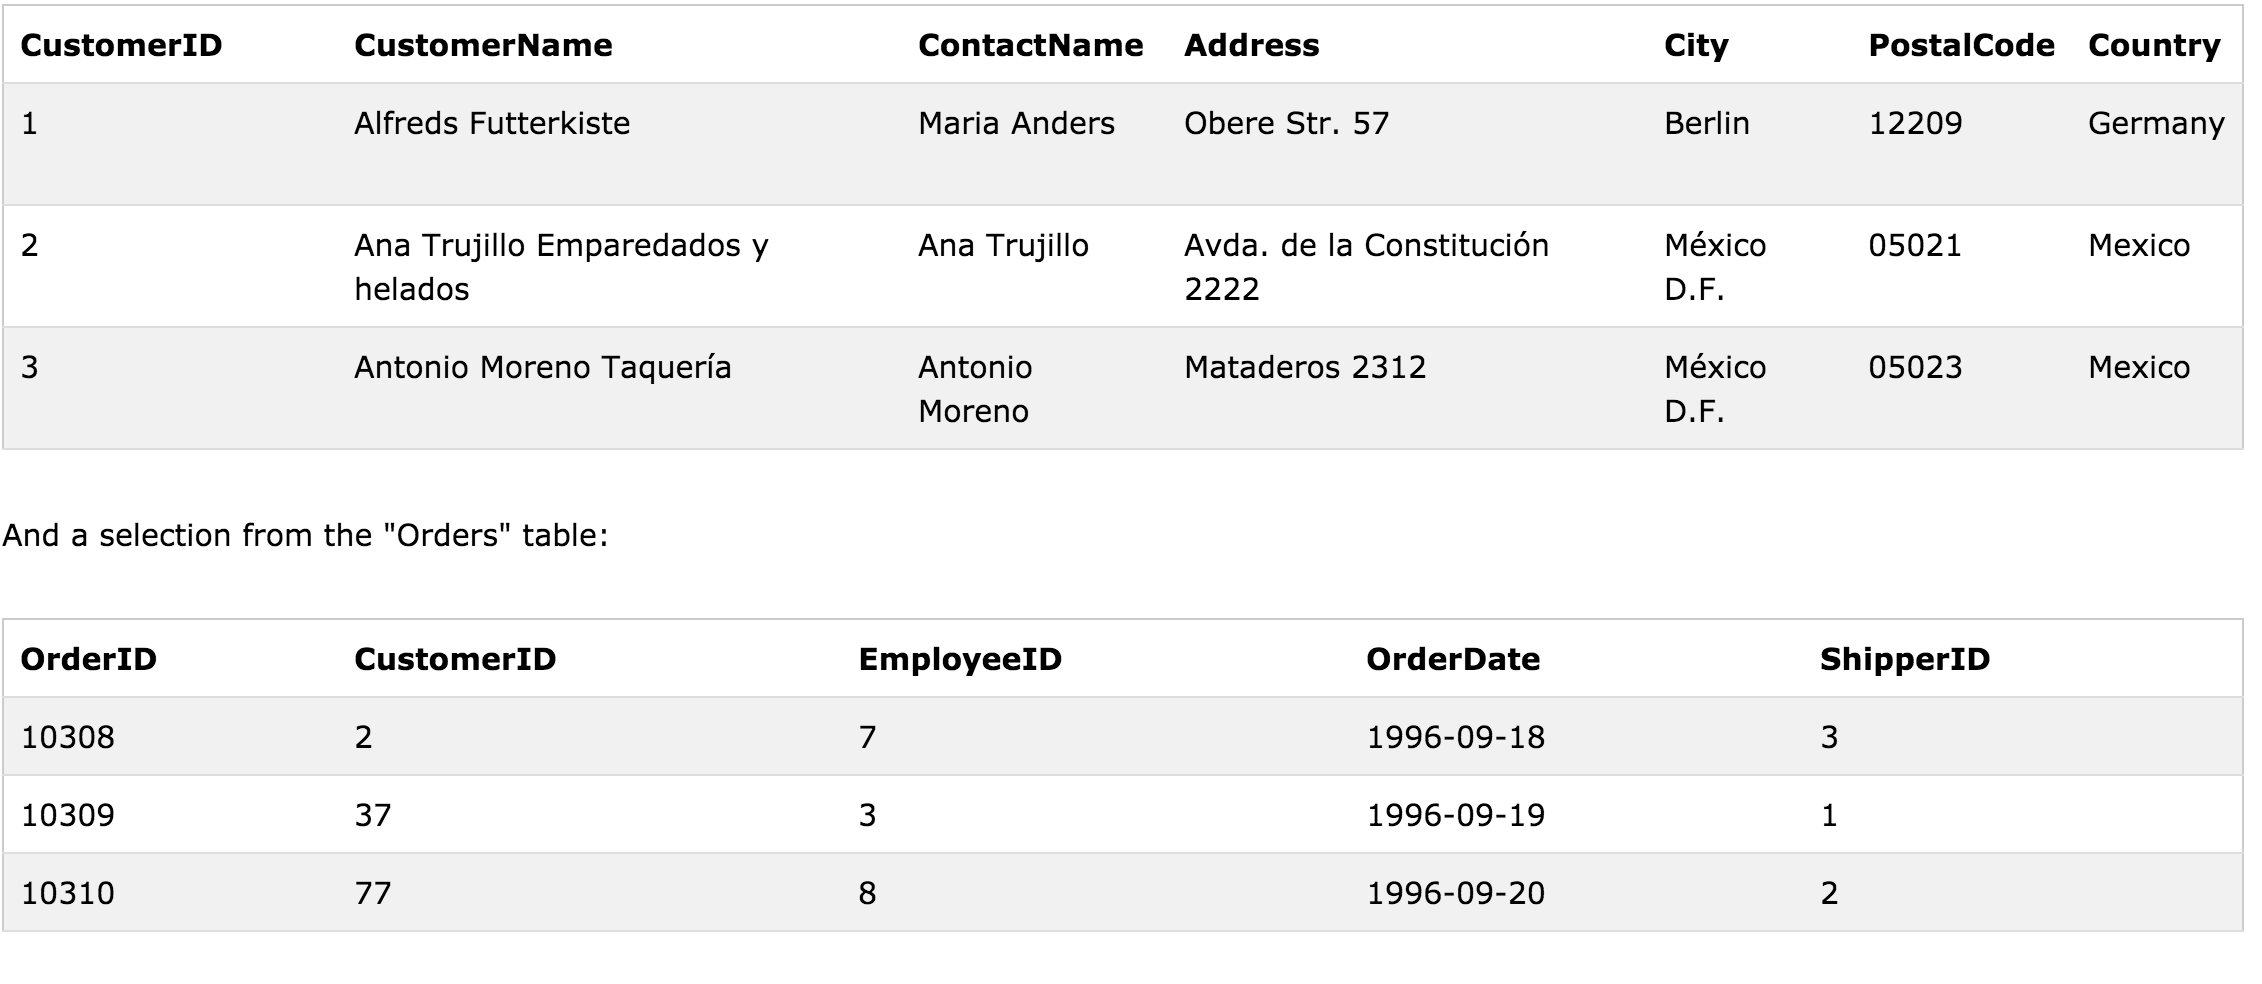 CustomerID CustomerName ContactName Address City PostalCode Country
1 Alfreds Futterkiste Maria Anders Obere Str. 57 Berlin 12209 Germany
2 Ana Trujillo Emparedados y Ana Trujillo Avda. de la Constitución México 05021 Mexico
helados 2222 D.F.
3 Antonio Moreno Taquería Antonio Mataderos 2312 México 05023 Mexico
Moreno D.F.
And a selection from the "Orders" table:
OrderID CustomerID EmployeeID OrderDate ShipperID
10308 2 7 1996-09-18 3
10309 37 3 1996-09-19 1
10310 77 8 1996-09-20 2